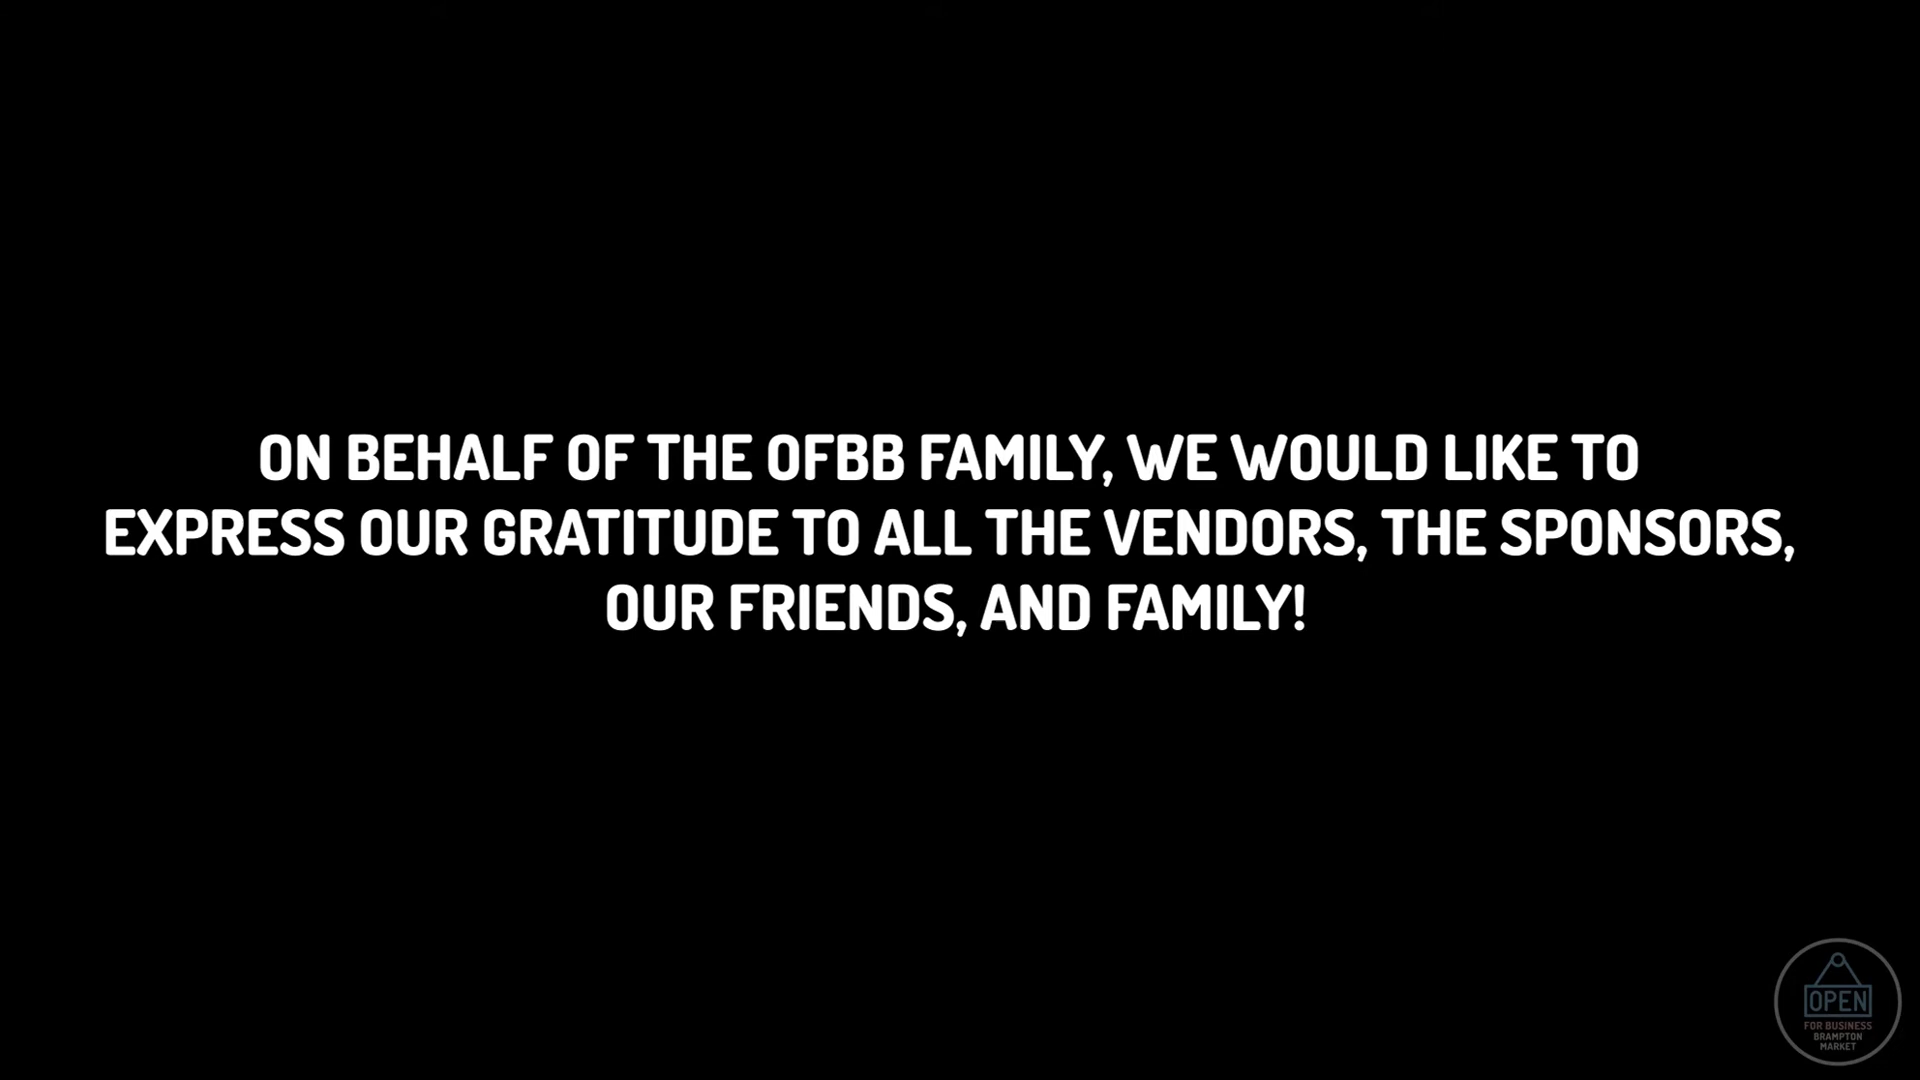 ON BEHALF OF THE OFBB FAMILY, WE WOULD LIKE TO
EXPRESS OUR GRATITUDE TO ALL THE VENDORS, THE SPONSORS,
OUR FRIENDS, AND FAMILY!
OPEN
FOR BUSINESS
BRAMPTON
MARKET